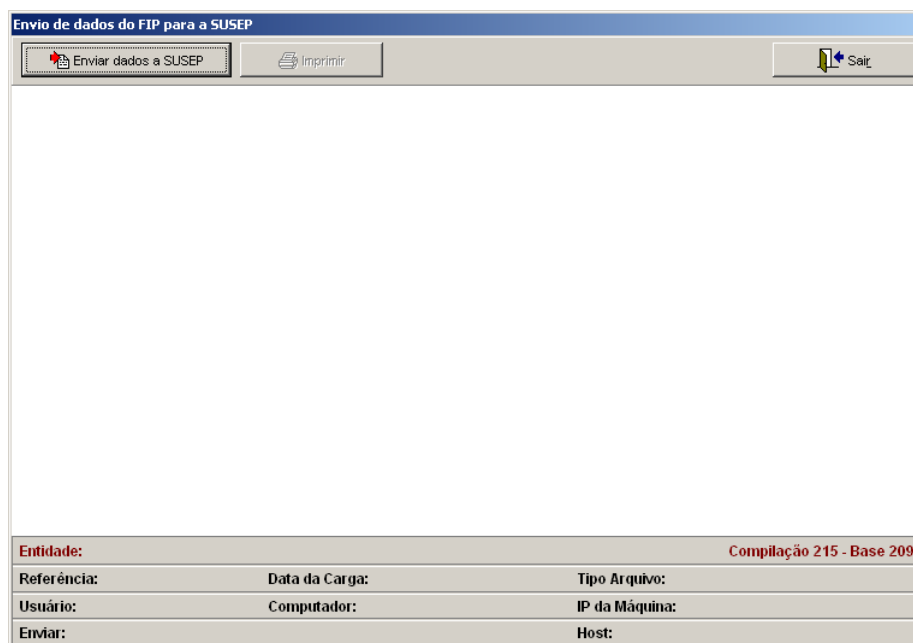 Envio de dados do FIP para a SUSEP
Enviar dados a SUSEP Imprimir Sair
Entidade: Compilação 215 - Base 209
Referência: Data da Carga: Tipo Arquivo:
Usuário: Computador: IP da Máquina:
Enviar: Host: